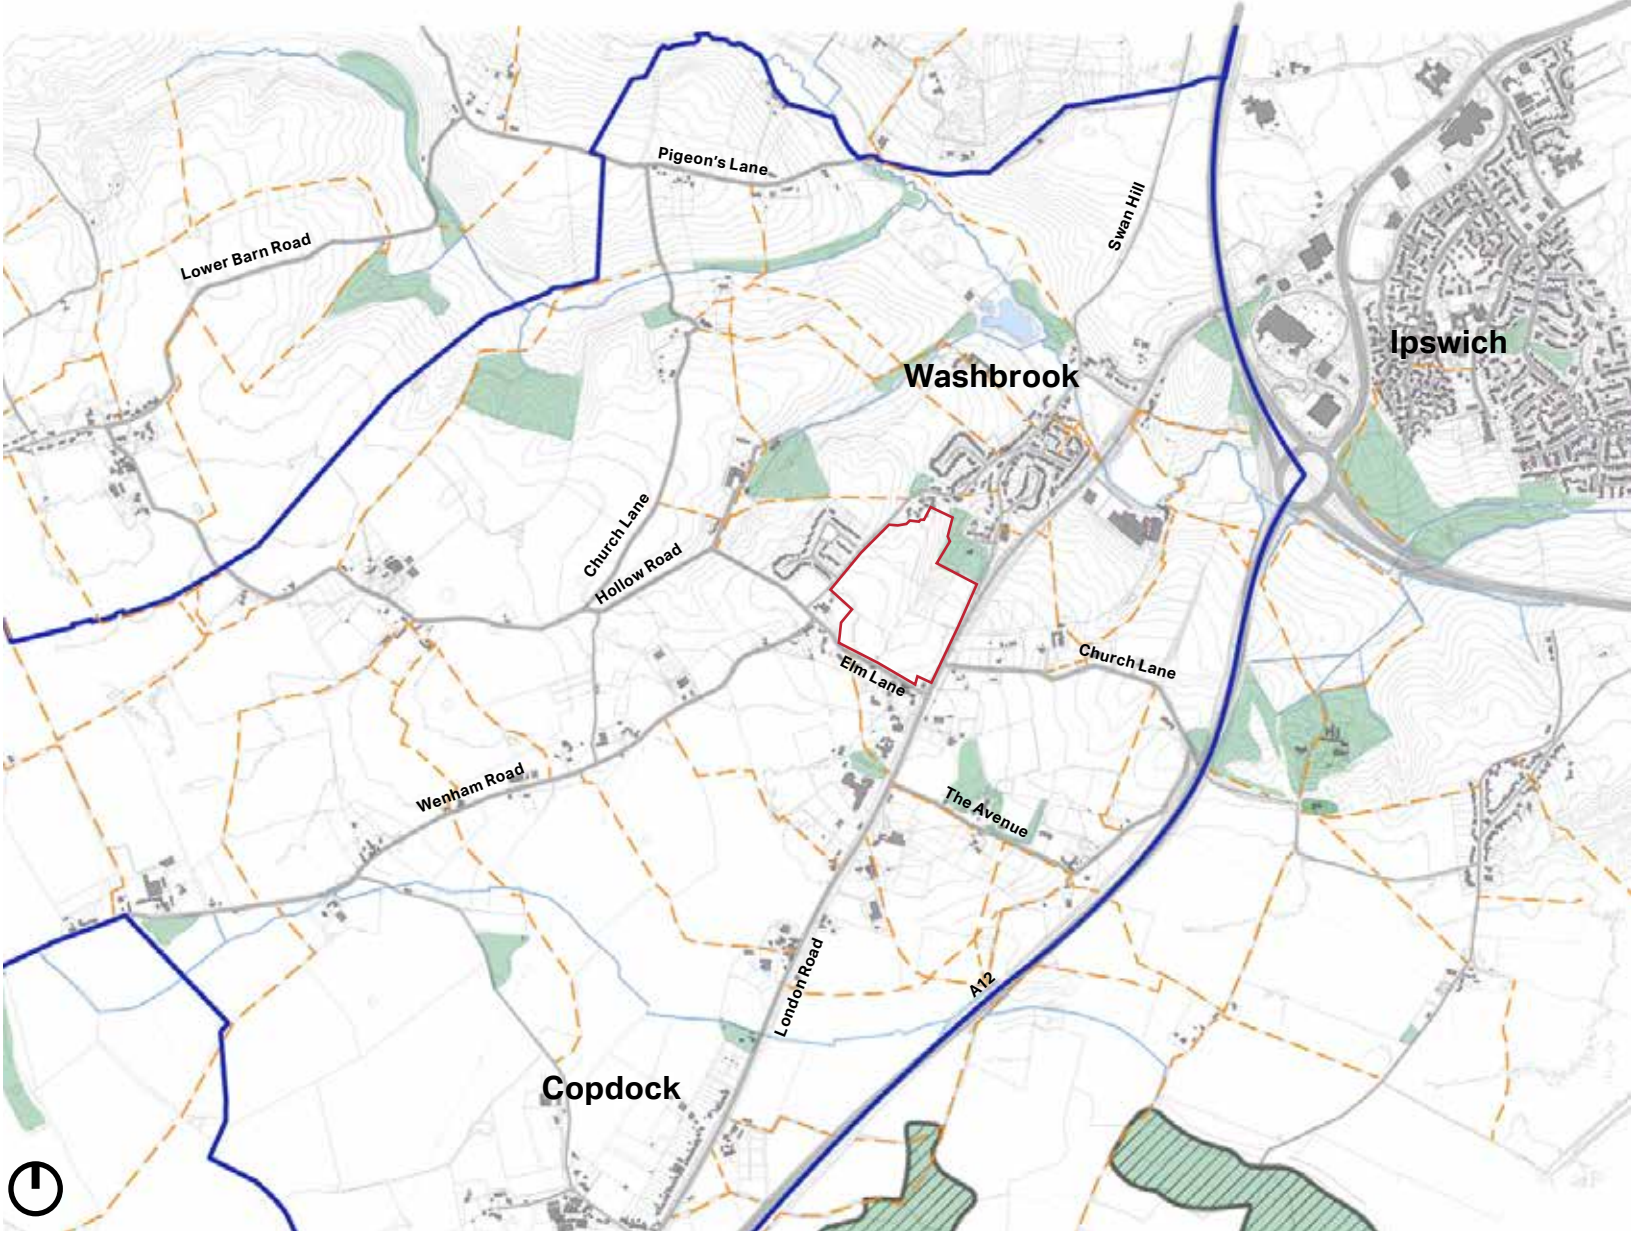 Pigeon's Lane
Swan Hill
Lower Barn Road
Ipswich
Washbrook
Church Lane
Hollow Road
Church Lane
Elm Lane
Wenham Road
The Avenue
London Road
A12
Copdock